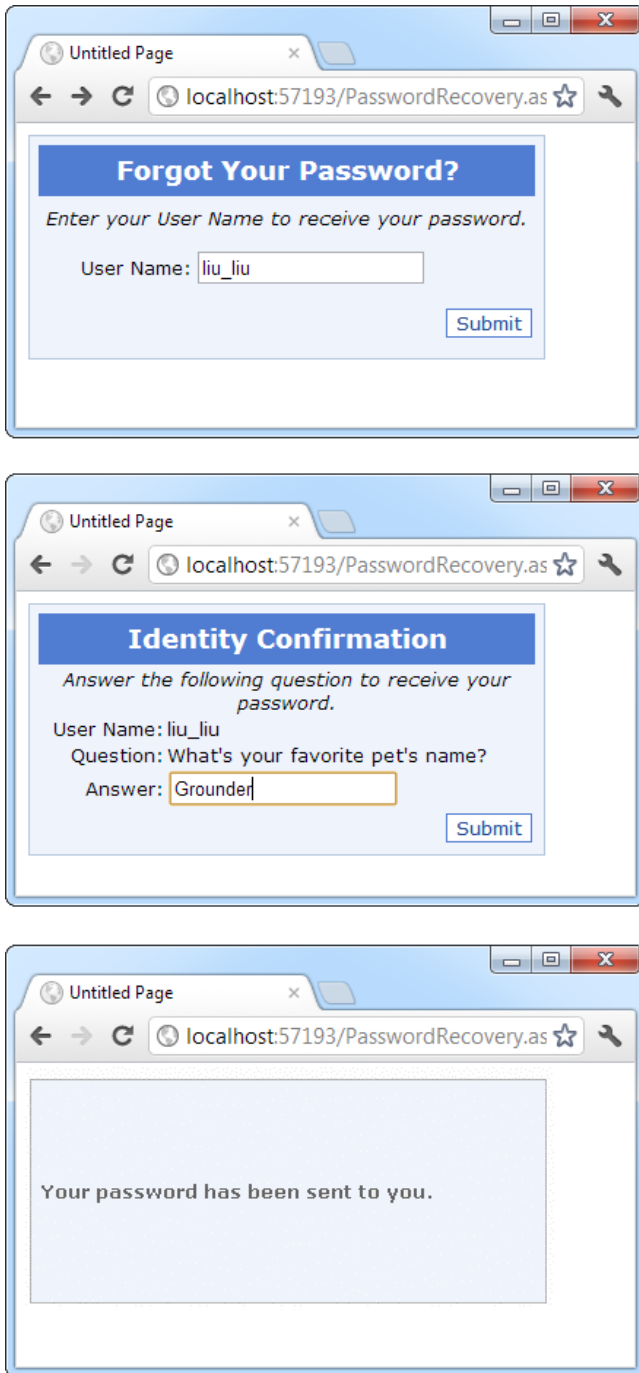 Untitled Page
localhost:57193/PasswordRecovery.as
Forgot Your Password?
Enter your User Name to receive your password.
User Name: liu_liu
Submit
Untitled Page
localhost:57193/PasswordRecovery.as
Identity Confirmation
Answer the following question to receive your
password.
User Name: liu_liu
Question: What's your favorite pet's name?
Answer: Grounder
Submit
Untitled Page
localhost:57193/PasswordRecovery.as
Your password has been sent to you.